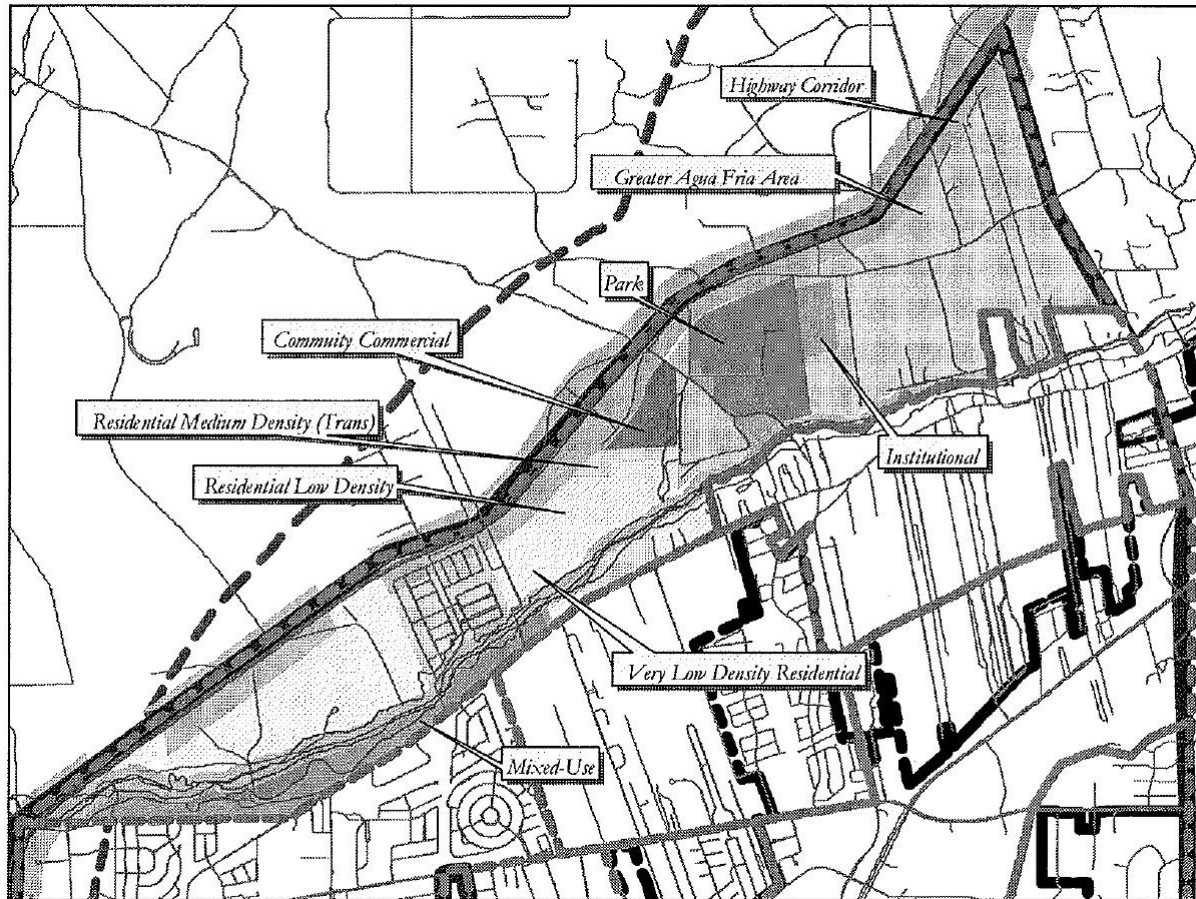 Highway Corridor
Greater Agua Fria Area
Park
Commuity Commercial
Residential Medium Density (Trans)
Institutional
Residential Low Density
Very Low Density Residential
Mixed-Use